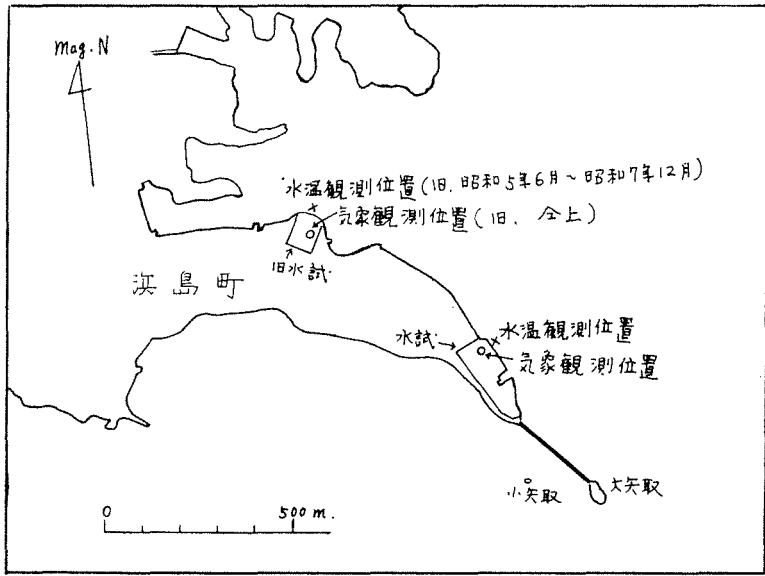 Mag. N
水温観測位置(旧.昭和5年6月~昭和7年12月)
気象観測位置(旧、仝上)
旧水試
浜島町
水試
水温観測位置
気象観測位置
小矢取
大矢取
0 500 m.